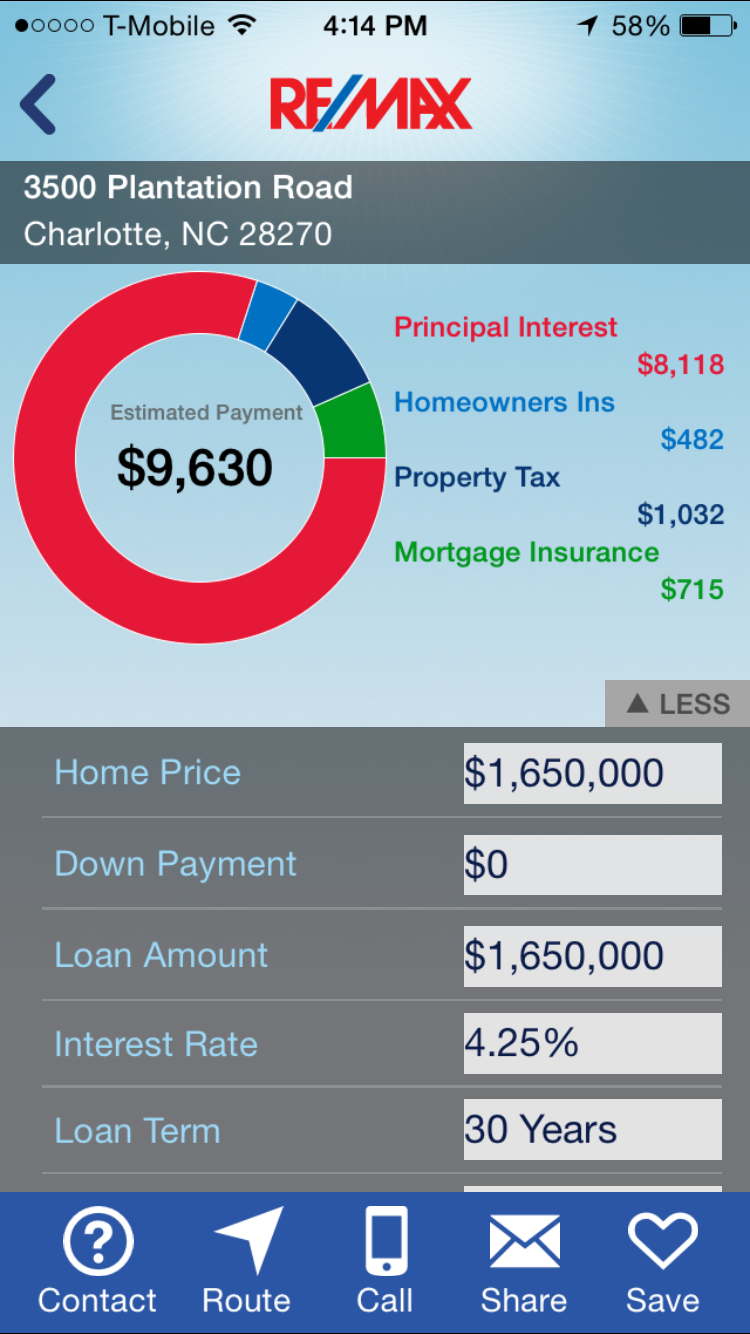 T-Mobile 4:14 PM 58%
RE/MAX
3500 Plantation Road
Charlotte, NC 28270
Estimated Payment
$9,630
Principal Interest
$8,118
Homeowners Ins
$482
Property Tax
$1,032
Mortgage Insurance
$715
▲ LESS
Home Price $1,650,000
Down Payment $0
Loan Amount $1,650,000
Interest Rate 4.25%
Loan Term 30 Years
Contact Route Call Share Save